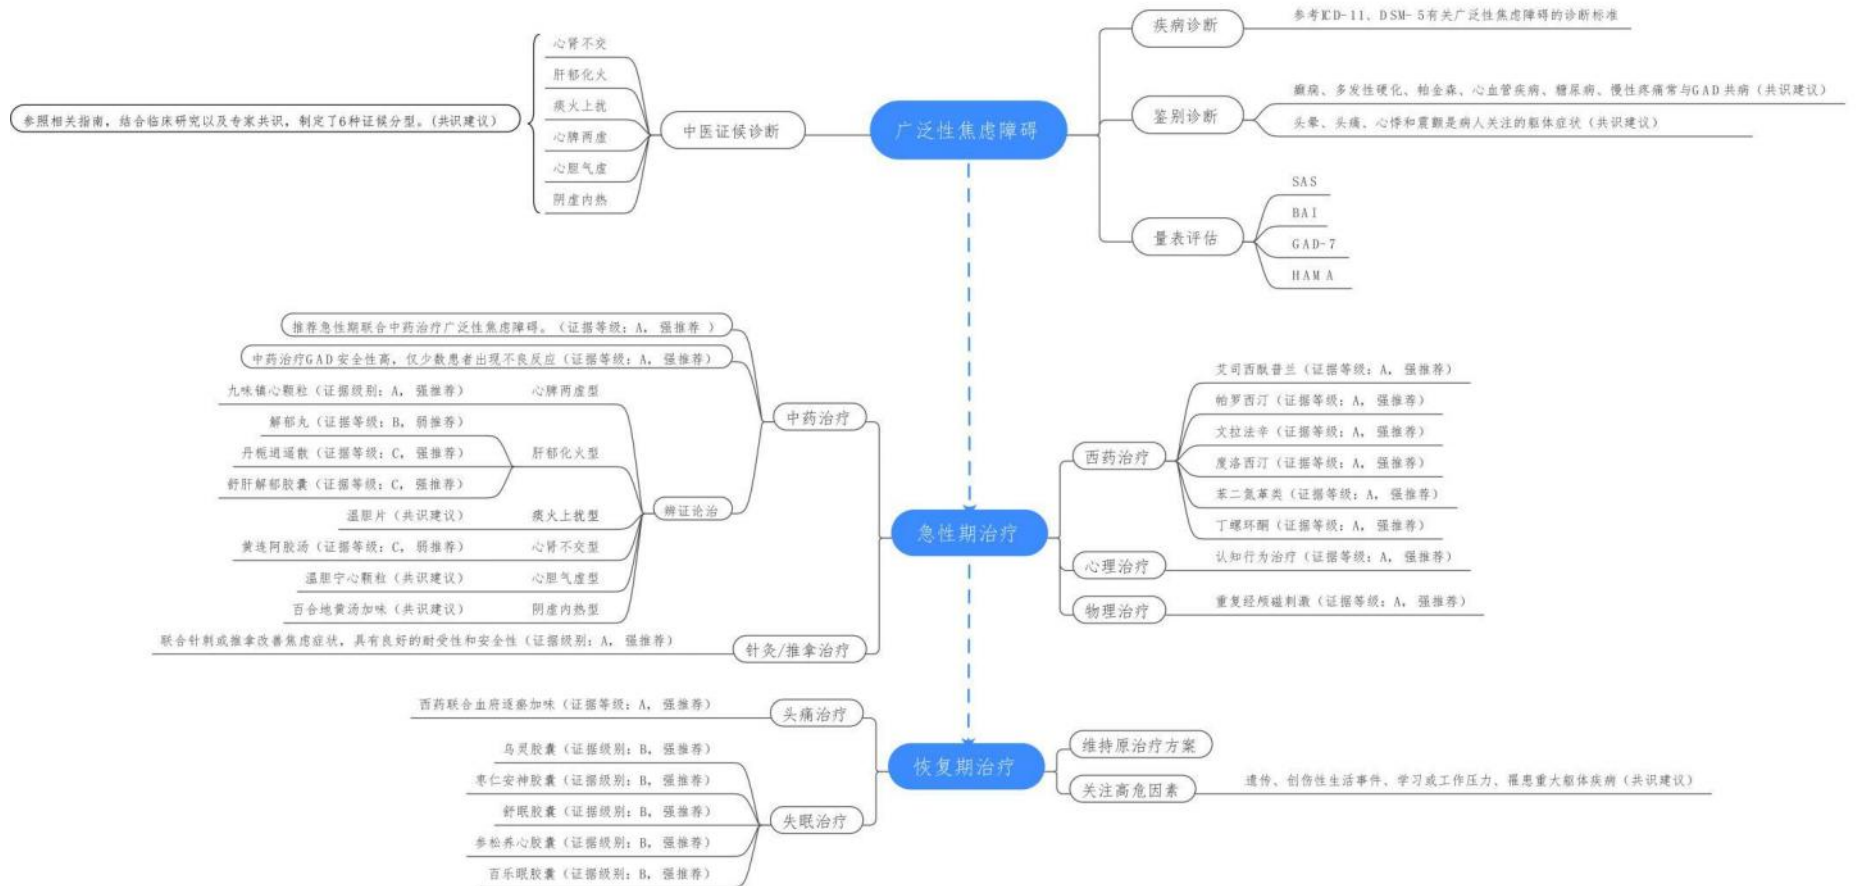 广泛性焦虑障碍
中医证候诊断
心肾不交
肝郁化火
痰火上扰
心脾两虚
心胆气虚
阴虚内热
参照相关指南，结合临床研究以及专家共识，制定了6种证候分型。(共识建议)
疾病诊断
参考ICD-11、DSM-5有关广泛性焦虑障碍的诊断标准
鉴别诊断
癫痫、多发性硬化、帕金森、心血管疾病、糖尿病、慢性疼痛常与GAD共病（共识建议）
头晕、头痛、心悸和震颤是病人关注的躯体症状（共识建议）
量表评估
SAS
BAI
GAD-7
HAMA
急性期治疗
中药治疗
推荐急性期联合中药治疗广泛性焦虑障碍。（证据等级：A，强推荐 ）
中药治疗GAD安全性高，仅少数患者出现不良反应（证据等级：A，强推荐）
辨证论治
九味镇心颗粒（证据级别：A，强推荐） 心脾两虚型
解郁丸（证据等级：B，弱推荐）
丹栀逍遥散（证据等级：C，强推荐） 肝郁化火型
舒肝解郁胶囊（证据等级：C，强推荐）
温胆片（共识建议） 痰火上扰型
黄连阿胶汤（证据等级：C，弱推荐） 心肾不交型
温胆宁心颗粒（共识建议） 心胆气虚型
百合地黄汤加味（共识建议） 阴虚内热型
针灸/推拿治疗
联合针刺或推拿改善焦虑症状，具有良好的耐受性和安全性（证据级别：A，强推荐）
西药治疗
艾司西酞普兰（证据等级：A，强推荐）
帕罗西汀（证据等级：A，强推荐）
文拉法辛（证据等级：A，强推荐）
度洛西汀（证据等级：A，强推荐）
苯二氮䓬类（证据等级：A，强推荐）
丁螺环酮（证据等级：A，强推荐）
心理治疗
认知行为治疗（证据等级：A，强推荐）
物理治疗
重复经颅磁刺激（证据等级：A，强推荐）
恢复期治疗
头痛治疗
西药联合血府逐瘀加味（证据等级：A，强推荐）
失眠治疗
乌灵胶囊（证据级别：B，强推荐）
枣仁安神胶囊（证据级别：B，强推荐）
舒眠胶囊（证据级别：B，强推荐）
参松养心胶囊（证据级别：B，强推荐）
百乐眠胶囊（证据级别：B，强推荐）
维持原治疗方案
关注高危因素
遗传、创伤性生活事件、学习或工作压力、罹患重大躯体疾病（共识建议）